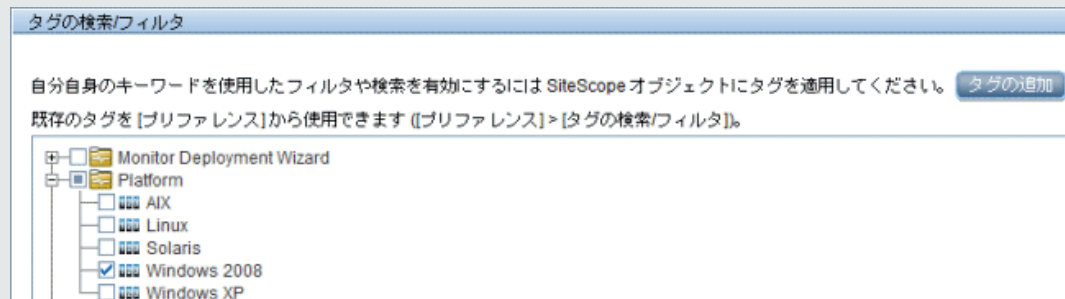 タグの検索/フィルタ
自分自身のキーワードを使用したフィルタや検索を有効にするには SiteScope オブジェクトにタグを適用してください。 タグの追加
既存のタグを [プリファレンス] から使用できます ([プリファレンス] > [タグの検索/フィルタ])。
Monitor Deployment Wizard
Platform
AIX
Linux
Solaris
Windows 2008
Windows XP